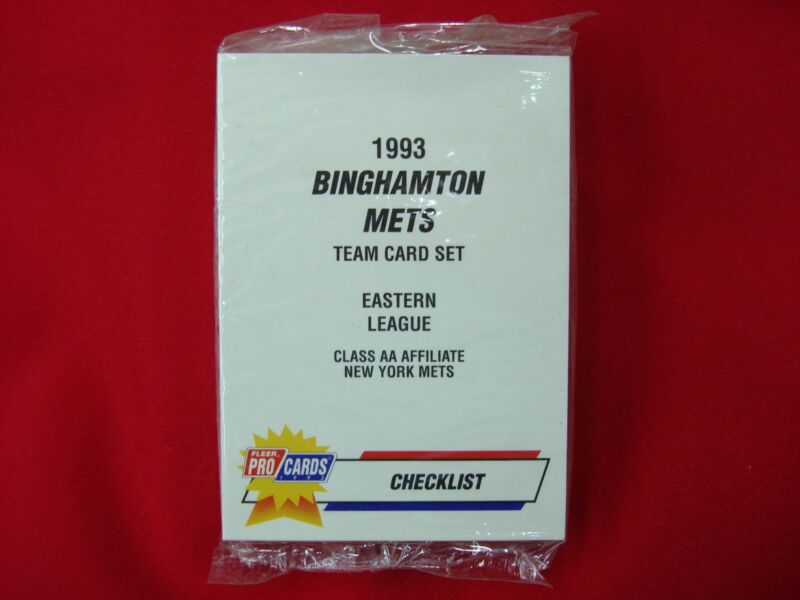 1993
BINGHAMTON
METS
TEAM CARD SET
EASTERN
LEAGUE
CLASS AA AFFILIATE
NEW YORK METS
FLEER
PRO CARDS
CHECKLIST